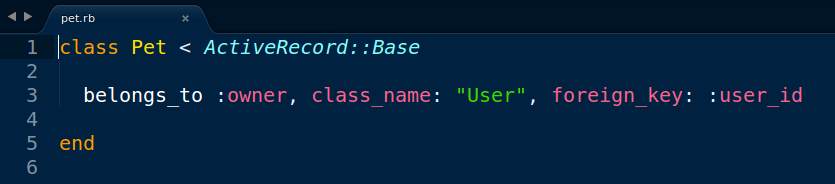 pet.rb ×
1 class Pet < ActiveRecord::Base
2
3 belongs_to :owner, class_name: "User", foreign_key: :user_id
4
5 end
6